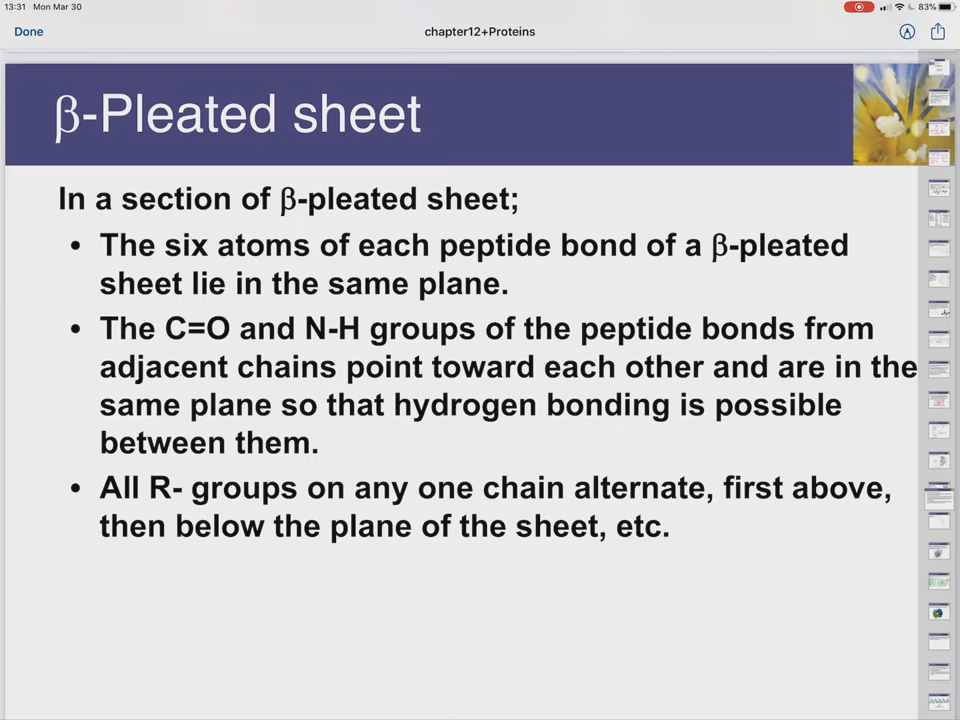 13:31 Mon Mar 30
83%
Done
chapter12+Proteins
β-Pleated sheet
In a section of β-pleated sheet;
• The six atoms of each peptide bond of a β-pleated
sheet lie in the same plane.
• The C=O and N-H groups of the peptide bonds from
adjacent chains point toward each other and are in the
same plane so that hydrogen bonding is possible
between them.
• All R- groups on any one chain alternate, first above,
then below the plane of the sheet, etc.